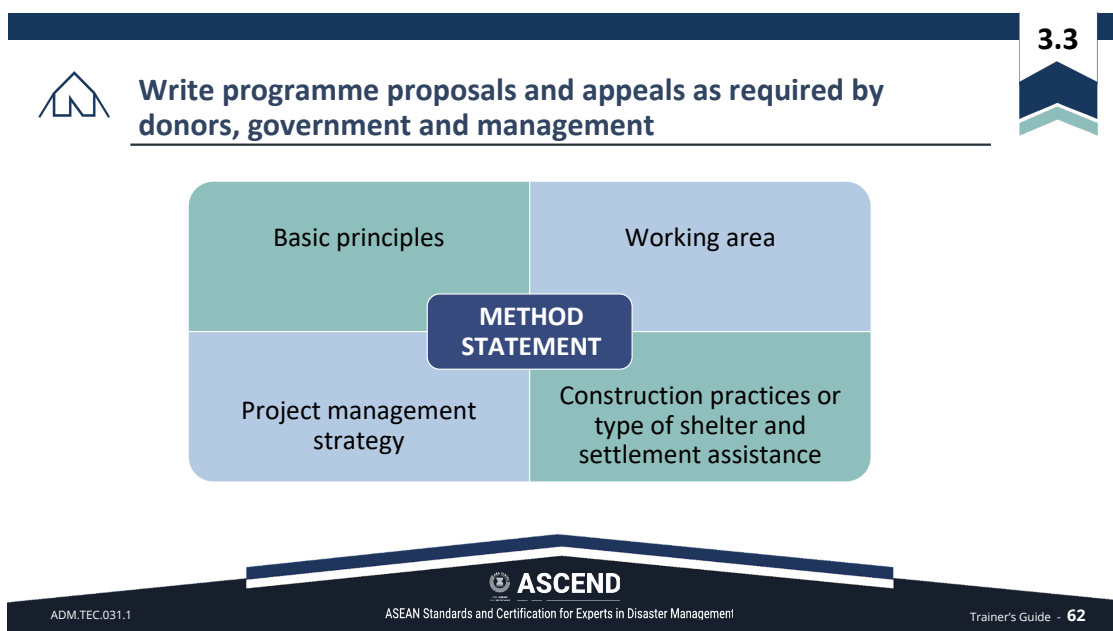 3.3
Write programme proposals and appeals as required by
donors, government and management
Basic principles
Working area
METHOD
STATEMENT
Project management
strategy
Construction practices or
type of shelter and
settlement assistance
ASCEND
ADM.TEC.031.1
ASEAN Standards and Certification for Experts in Disaster Management
Trainer's Guide - 62